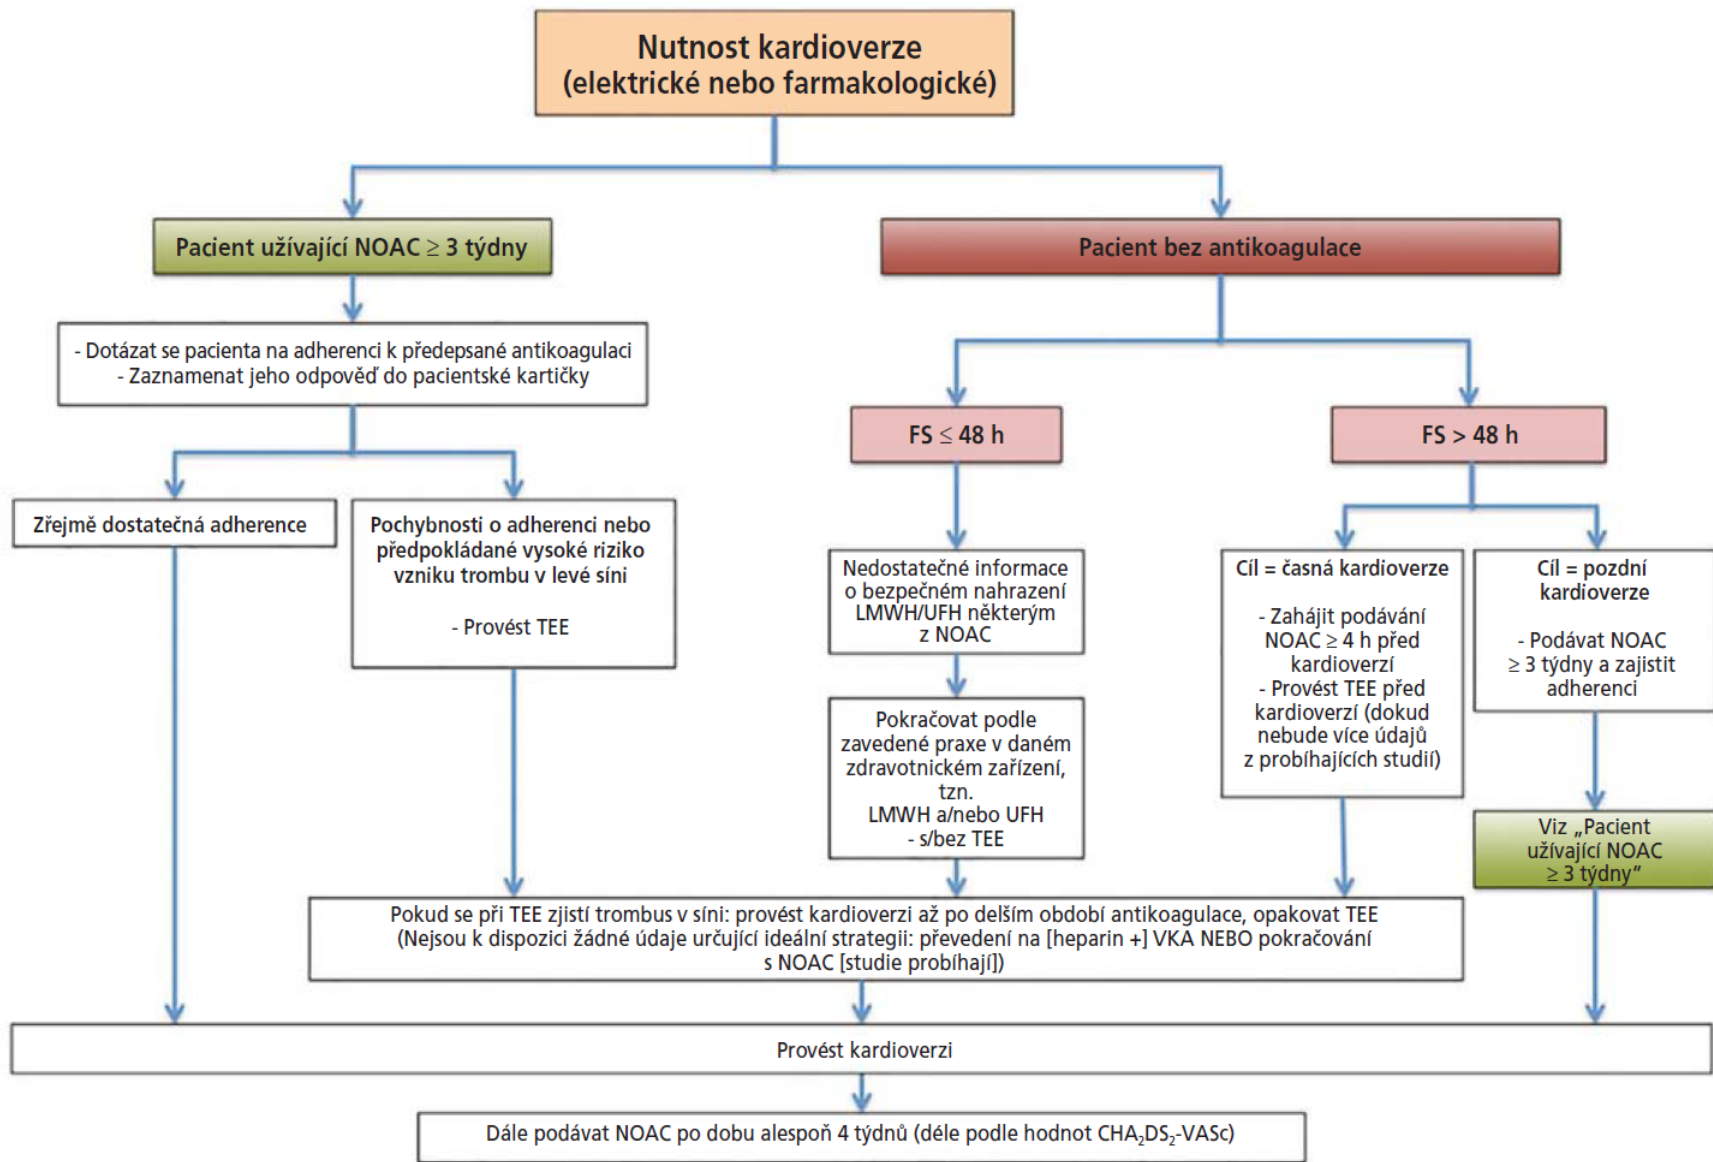 Nutnost kardioverze
(elektrické nebo farmakologické)
Pacient užívající NOAC ≥ 3 týdny
Pacient bez antikoagulace
- Dotázat se pacienta na adherenci k předepsané antikoagulaci
- Zaznamenat jeho odpověď do pacientské kartičky
FS ≤ 48 h
FS > 48 h
Zřejmě dostatečná adherence
Pochybnosti o adherenci nebo
předpokládané vysoké riziko
vzniku trombu v levé síni
- Provést TEE
Nedostatečné informace
o bezpečném nahrazení
LMWH/UFH některým
z NOAC
Pokračovat podle
zavedené praxe v daném
zdravotnickém zařízení,
tzn.
LMWH a/nebo UFH
- s/bez TEE
Cíl = časná kardioverze
- Zahájit podávání
NOAC ≥ 4 h před
kardioverzí
- Provést TEE před
kardioverzí (dokud
nebude více údajů
z probíhajících studií)
Cíl = pozdní
kardioverze
- Podávat NOAC
≥ 3 týdny a zajistit
adherenci
Viz „Pacient
užívající NOAC
≥ 3 týdny“
Pokud se při TEE zjistí trombus v síni: provést kardioverzi až po delším období antikoagulace, opakovat TEE
(Nejsou k dispozici žádné údaje určující ideální strategii: převedení na [heparin +] VKA NEBO pokračování
s NOAC [studie probíhají])
Provést kardioverzi
Dále podávat NOAC po dobu alespoň 4 týdnů (déle podle hodnot CHA₂DS₂-VASc)